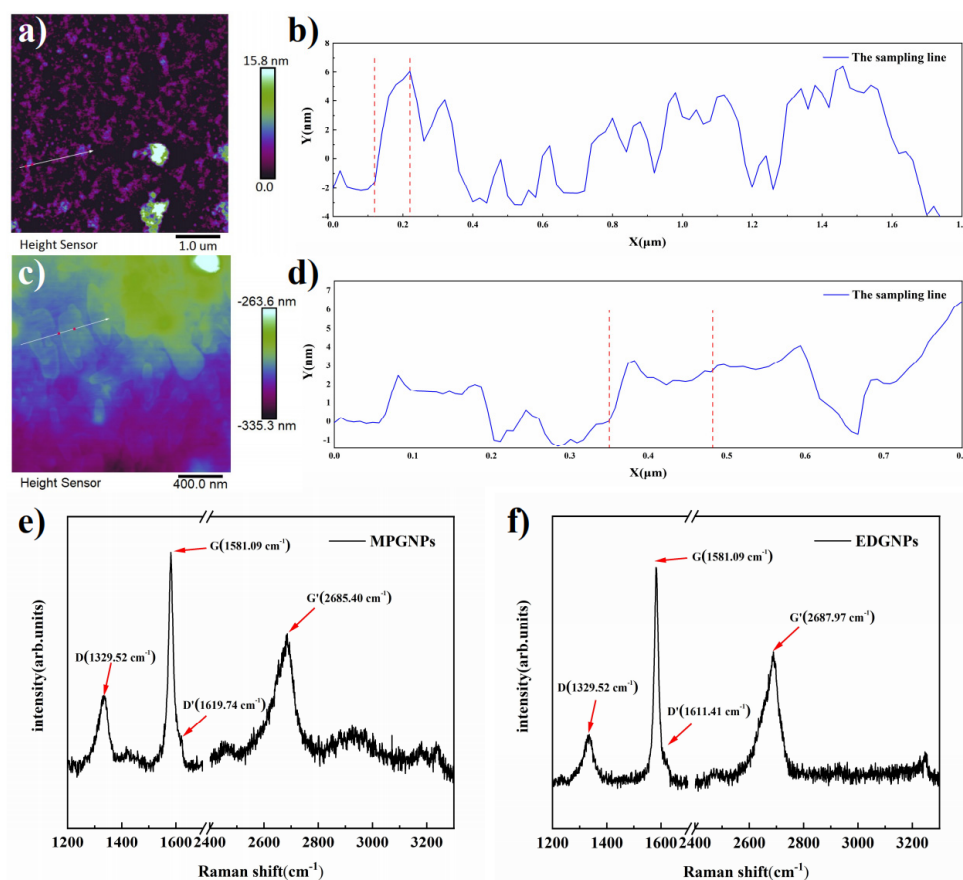 a)
15.8 nm
0.0
Height Sensor
1.0 um
b)
The sampling line
8
6
4
2
0
-2
-4
Y(nm)
0.0 0.2 0.4 0.6 0.8 1.0 1.2 1.4 1.6 1.8
X(μm)
c)
-263.6 nm
-335.3 nm
Height Sensor
400.0 nm
d)
The sampling line
7
6
5
4
3
2
1
0
-1
Y(nm)
0.0 0.1 0.2 0.3 0.4 0.5 0.6 0.7 0.8
X(μm)
e)
MPGNPs
G(1581.09 cm⁻¹)
G'(2685.40 cm⁻¹)
D(1329.52 cm⁻¹)
D'(1619.74 cm⁻¹)
intensity(arb.units)
1200 1400 1600 2400 2600 2800 3000 3200
Raman shift(cm⁻¹)
f)
EDGNPs
G(1581.09 cm⁻¹)
G'(2687.97 cm⁻¹)
D(1329.52 cm⁻¹)
D'(1611.41 cm⁻¹)
intensity(arb.units)
1200 1400 1600 2400 2600 2800 3000 3200
Raman shift(cm⁻¹)